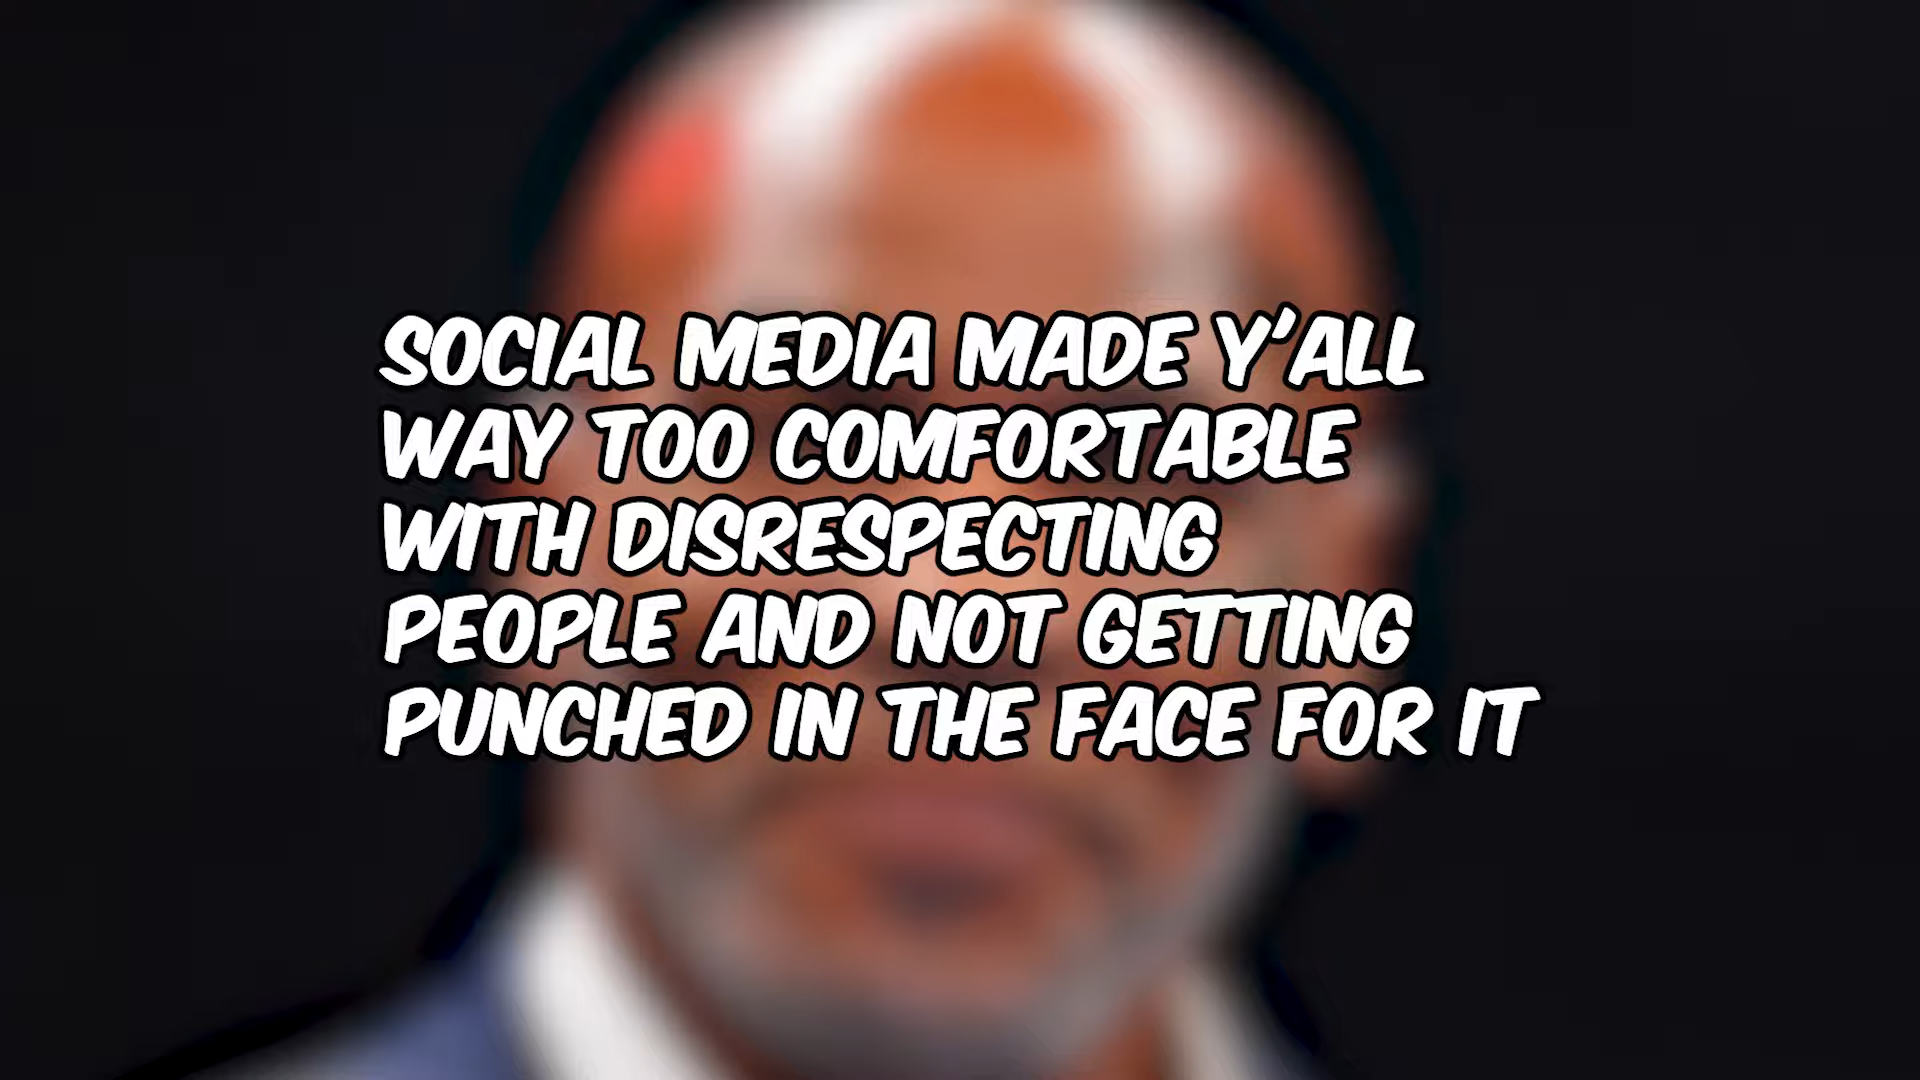 SOCIAL MEDIA MADE Y'ALL
WAY TOO COMFORTABLE
WITH DISRESPECTING
PEOPLE AND NOT GETTING
PUNCHED IN THE FACE FOR IT